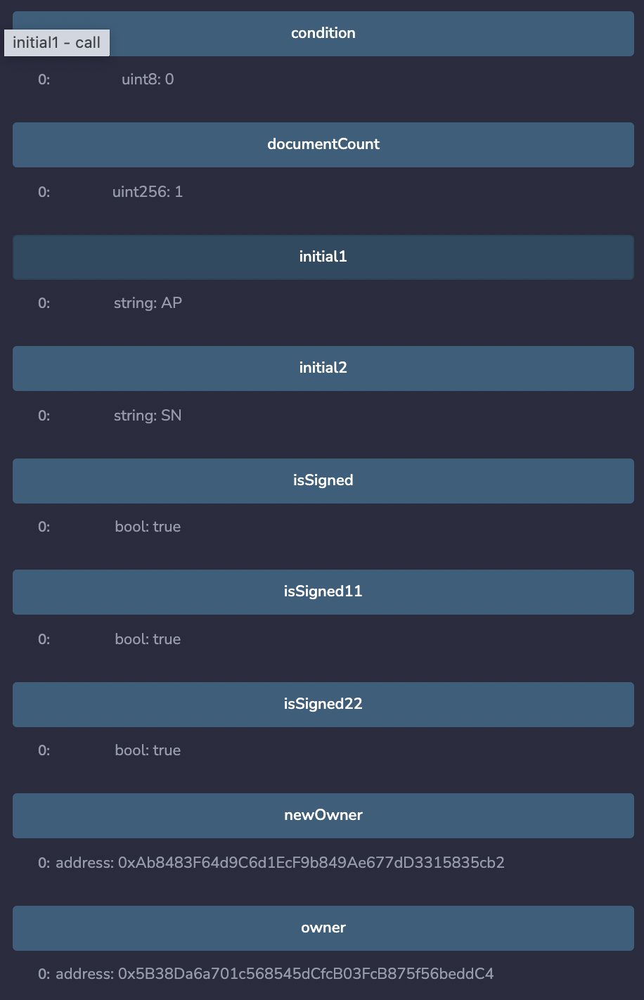 condition
initial1 - call
0: uint8: 0
documentCount
0: uint256: 1
initial1
0: string: AP
initial2
0: string: SN
isSigned
0: bool: true
isSigned11
0: bool: true
isSigned22
0: bool: true
newOwner
0: address: 0xAb8483F64d9C6d1EcF9b849Ae677dD3315835cb2
owner
0: address: 0x5B38Da6a701c568545dCfcB03FcB875f56beddC4